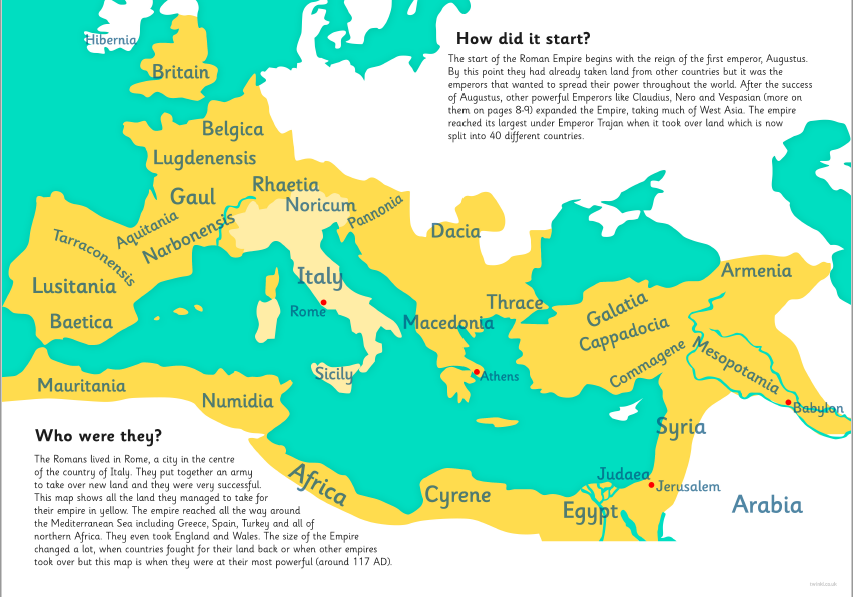 How did it start?
The start of the Roman Empire begins with the reign of the first emperor, Augustus.
By this point they had already taken land from other countries but it was the
emperors that wanted to spread their power throughout the world. After the success
of Augustus, other powerful Emperors like Claudius, Nero and Vespasian (more on
them on pages 8-9) expanded the Empire, taking much of West Asia. The empire
reached its largest under Emperor Trajan when it took over land which is now
split into 40 different countries.
Hibernia
Britain
Belgica
Lugdenensis
Rhaetia
Gaul
Noricum
Pannonia
Aquitania
Narbonensis
Dacia
Tarraconensis
Italy
Armenia
Lusitania
Rome
Thrace
Galatia
Baetica
Macedonia
Cappadocia
Commagene
Mesopotamia
Sicily
Athens
Mauritania
Numidia
Babylon
Syria
Who were they?
The Romans lived in Rome, a city in the centre
of the country of Italy. They put together an army
to take over new land and they were very successful.
This map shows all the land they managed to take for
their empire in yellow. The empire reached all the way around
the Mediterranean Sea including Greece, Spain, Turkey and all of
northern Africa. They even took England and Wales. The size of the Empire
changed a lot, when countries fought for their land back or when other empires
took over but this map is when they were at their most powerful (around 117 AD).
Africa
Cyrene
Judaea
Jerusalem
Egypt
Arabia
twinkl.co.uk